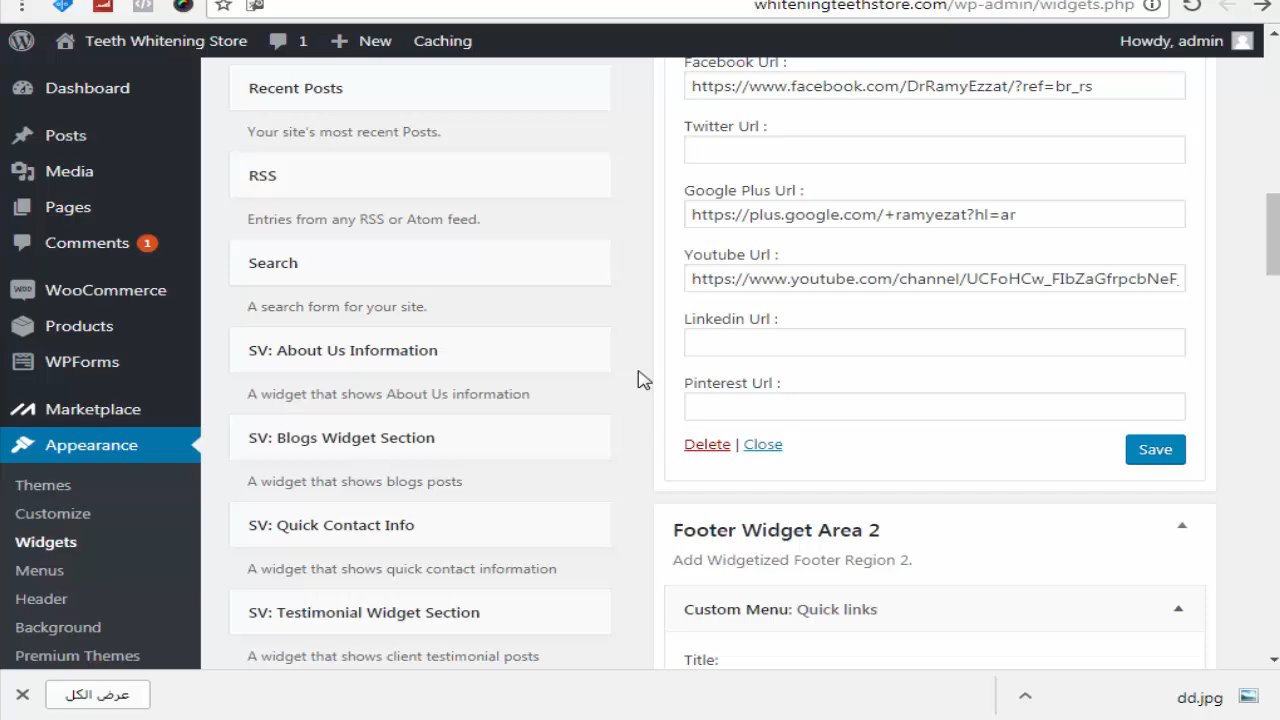 whiteningteethstore.com/wp-admin/widgets.php
Teeth Whitening Store
1
New
Caching
Howdy, admin
Dashboard
Posts
Media
Pages
Comments 1
WooCommerce
Products
WPForms
Marketplace
Appearance
Themes
Customize
Widgets
Menus
Header
Background
Premium Themes
Recent Posts
Your site's most recent Posts.
RSS
Entries from any RSS or Atom feed.
Search
A search form for your site.
SV: About Us Information
A widget that shows About Us information
SV: Blogs Widget Section
A widget that shows blogs posts
SV: Quick Contact Info
A widget that shows quick contact information
SV: Testimonial Widget Section
A widget that shows client testimonial posts
Facebook Url :
https://www.facebook.com/DrRamyEzzat/?ref=br_rs
Twitter Url :
Google Plus Url :
https://plus.google.com/+ramyezat?hl=ar
Youtube Url :
https://www.youtube.com/channel/UCFoHCw_FIbZaGfrpcbNeF_
Linkedin Url :
Pinterest Url :
Delete | Close
Save
Footer Widget Area 2
Add Widgetized Footer Region 2.
Custom Menu: Quick links
Title:
عرض الكل
dd.jpg